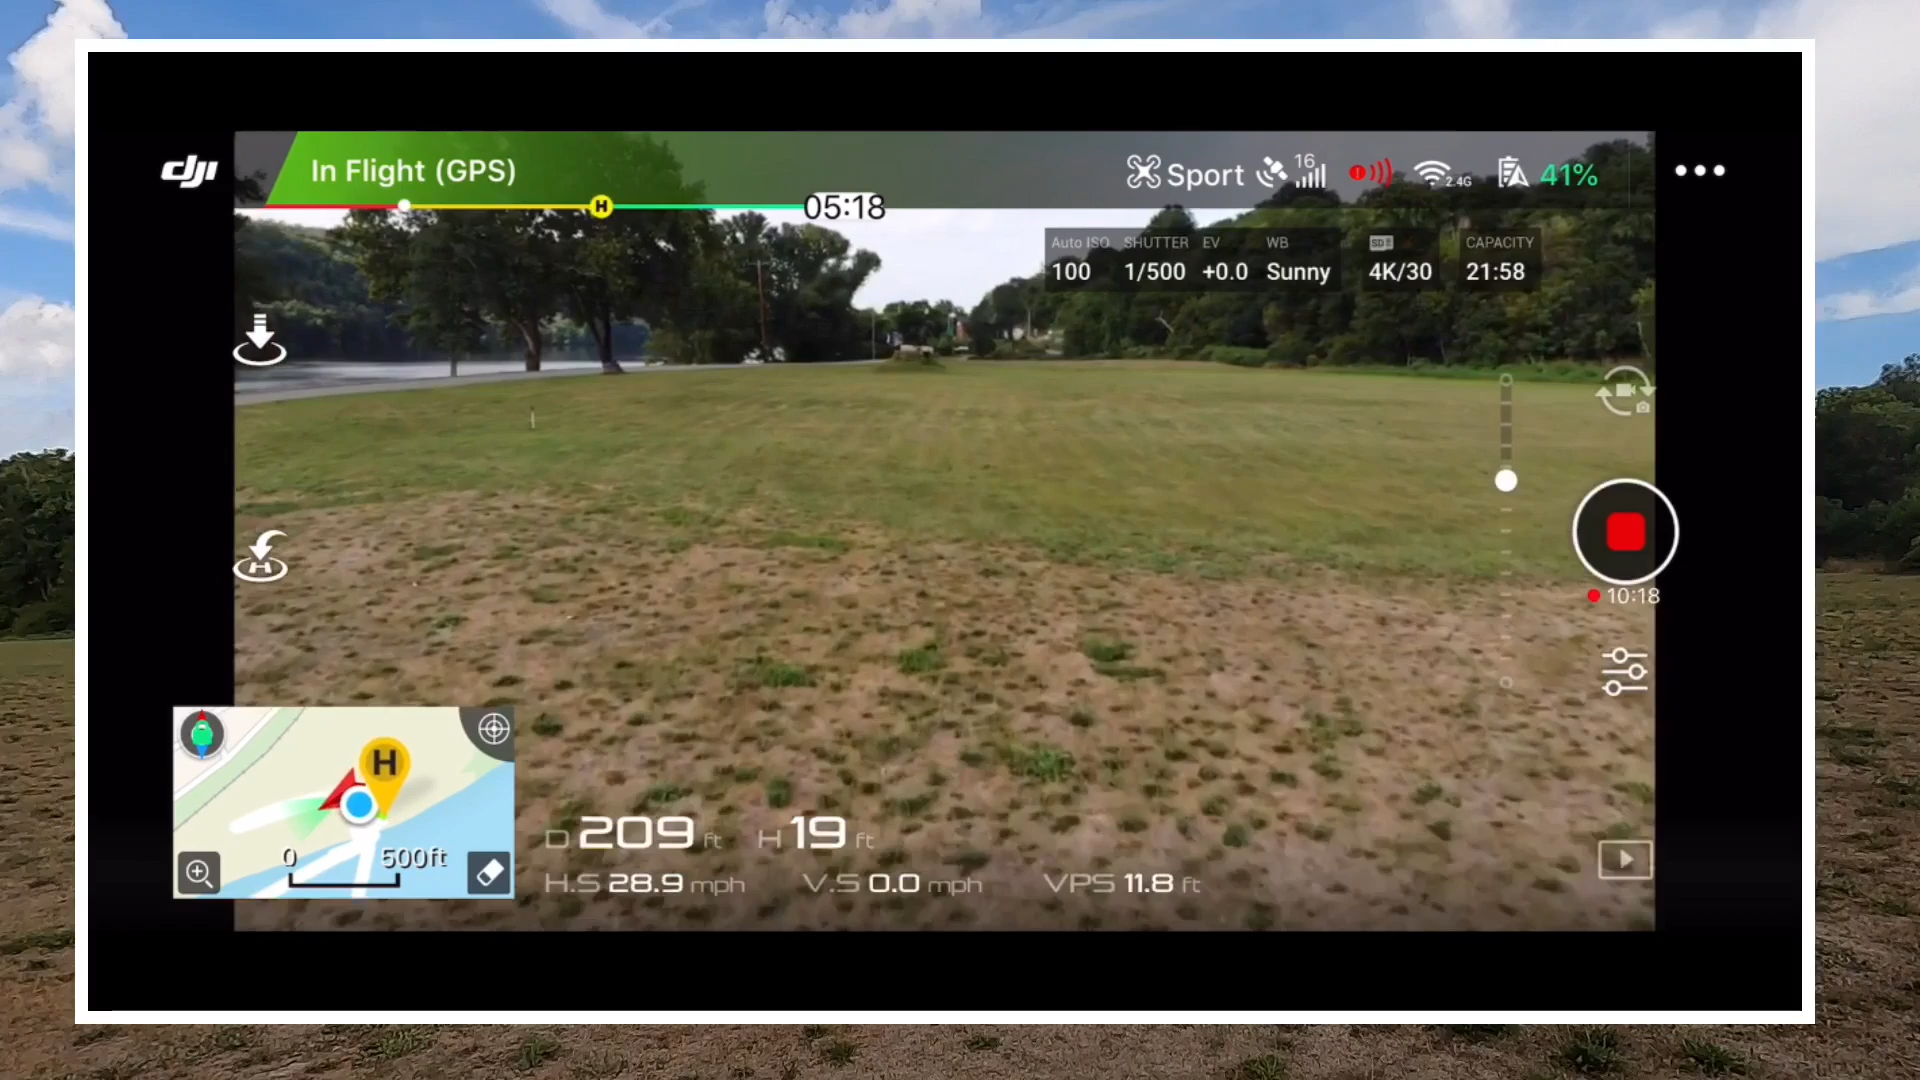 dji
In Flight (GPS)
Sport
16
2.4G
41%
H
05:18
Auto ISO SHUTTER EV WB SD CAPACITY
100 1/500 +0.0 Sunny 4K/30 21:58
H
10:18
H
0 500ft
D 209 ft H 19 ft
H.S 28.9 mph V.S 0.0 mph VPS 11.8 ft